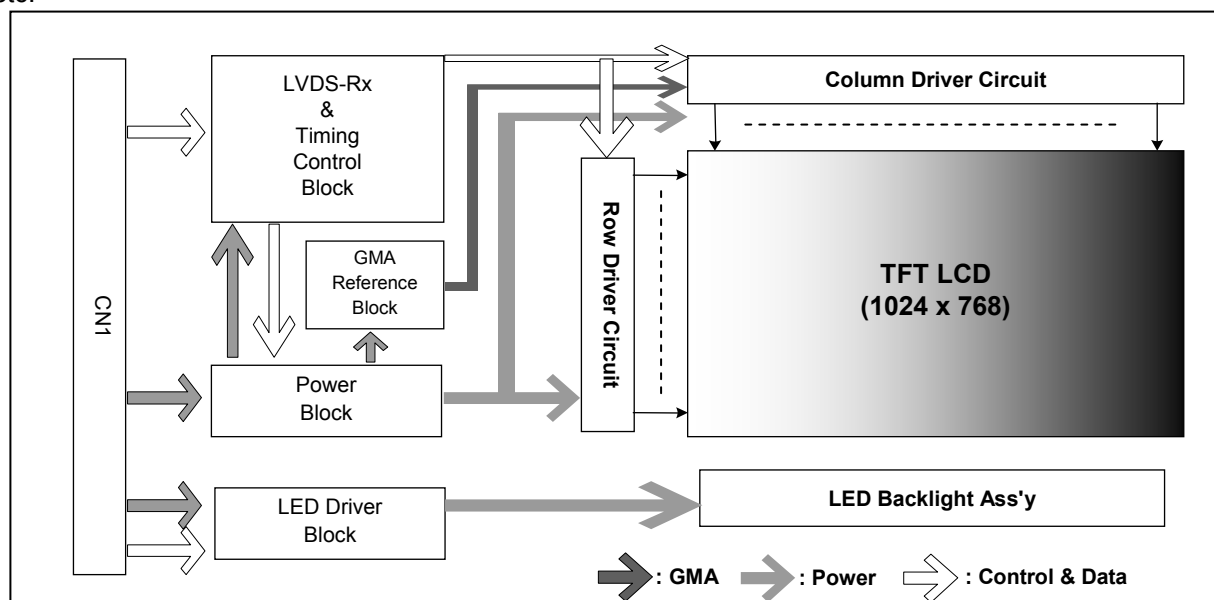 CN1
LVDS-Rx
&
Timing
Control
Block
GMA
Reference
Block
Power
Block
LED Driver
Block
Column Driver Circuit
Row Driver Circuit
TFT LCD
(1024 x 768)
LED Backlight Ass'y
: GMA
: Power
: Control & Data